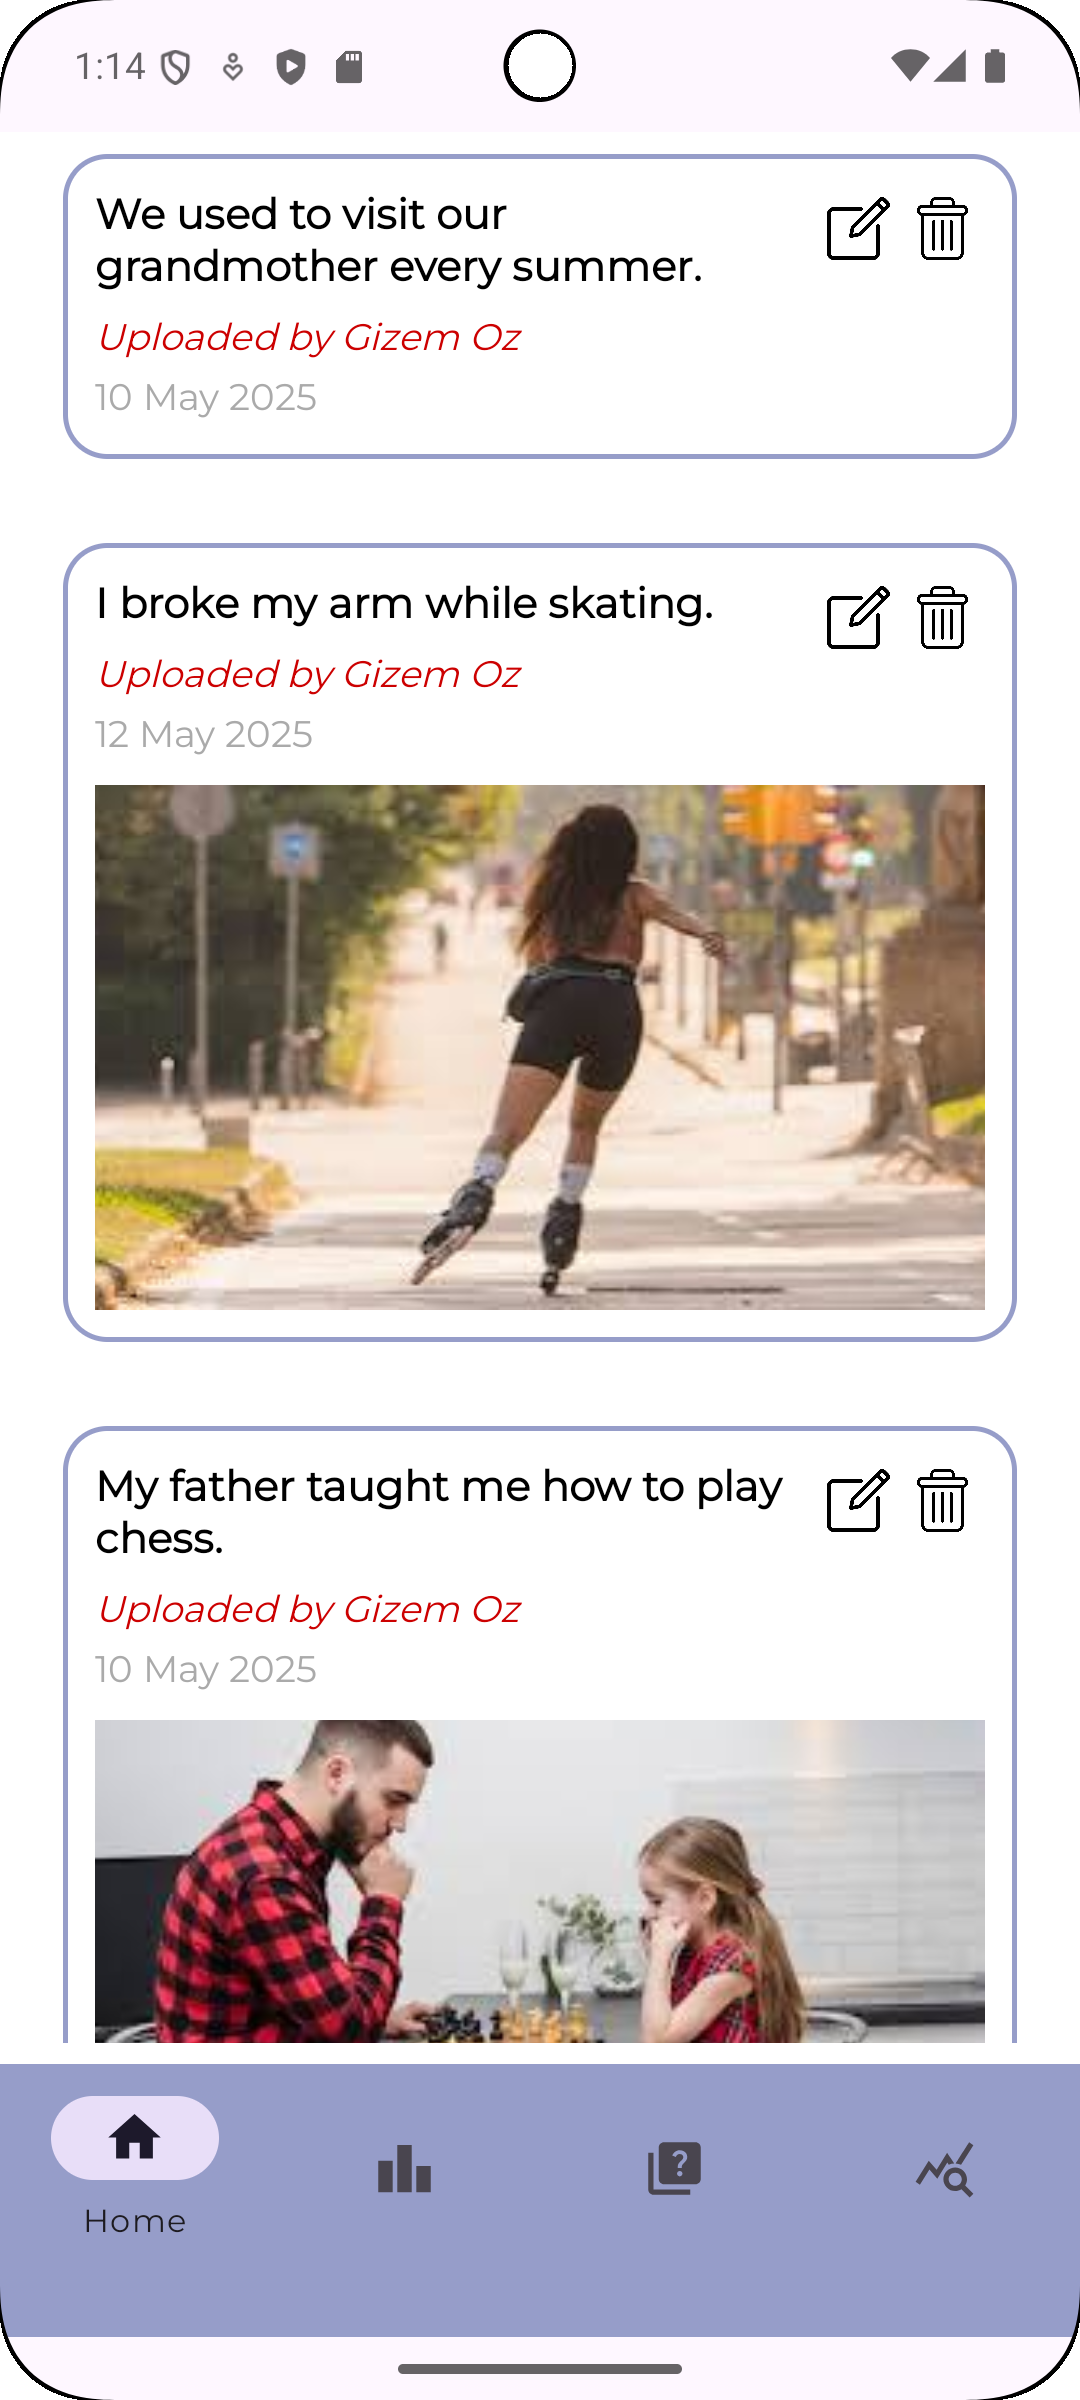 1:14
We used to visit our
grandmother every summer.
Uploaded by Gizem Oz
10 May 2025
I broke my arm while skating.
Uploaded by Gizem Oz
12 May 2025
My father taught me how to play
chess.
Uploaded by Gizem Oz
10 May 2025
?
Home